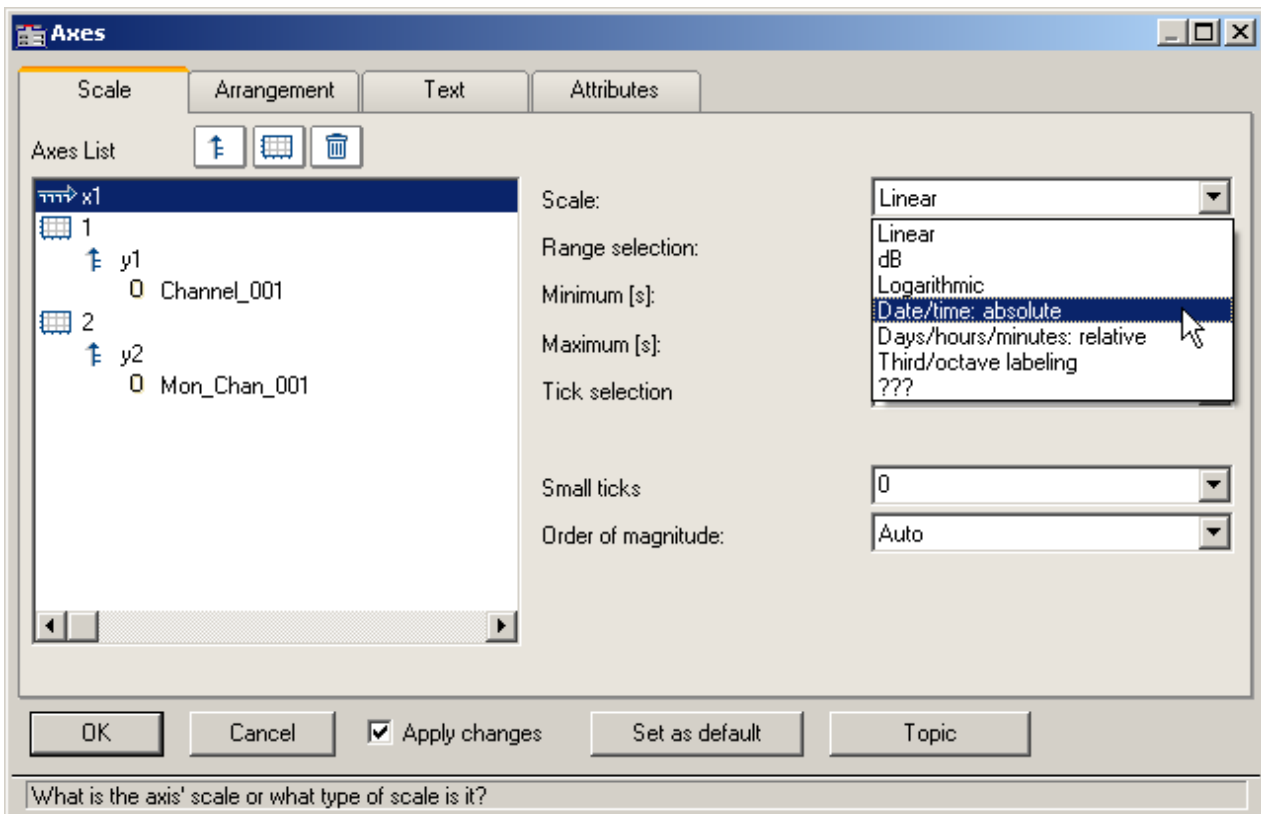 Axes
Scale Arrangement Text Attributes
Axes List
x1
1
y1
Channel_001
2
y2
Mon_Chan_001
Scale: Linear
Range selection:
Minimum [s]:
Maximum [s]:
Tick selection
Linear
dB
Logarithmic
Date/time: absolute
Days/hours/minutes: relative
Third/octave labeling
???
Small ticks 0
Order of magnitude: Auto
OK Cancel Apply changes Set as default Topic
What is the axis' scale or what type of scale is it?